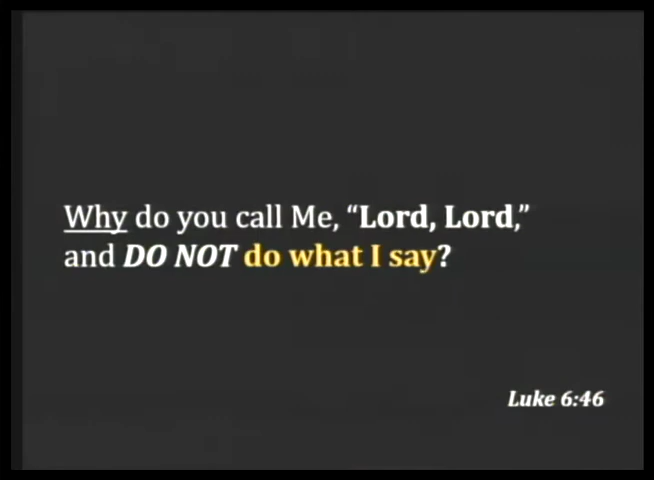 Why do you call Me, “Lord, Lord,”
and DO NOT do what I say?
Luke 6:46